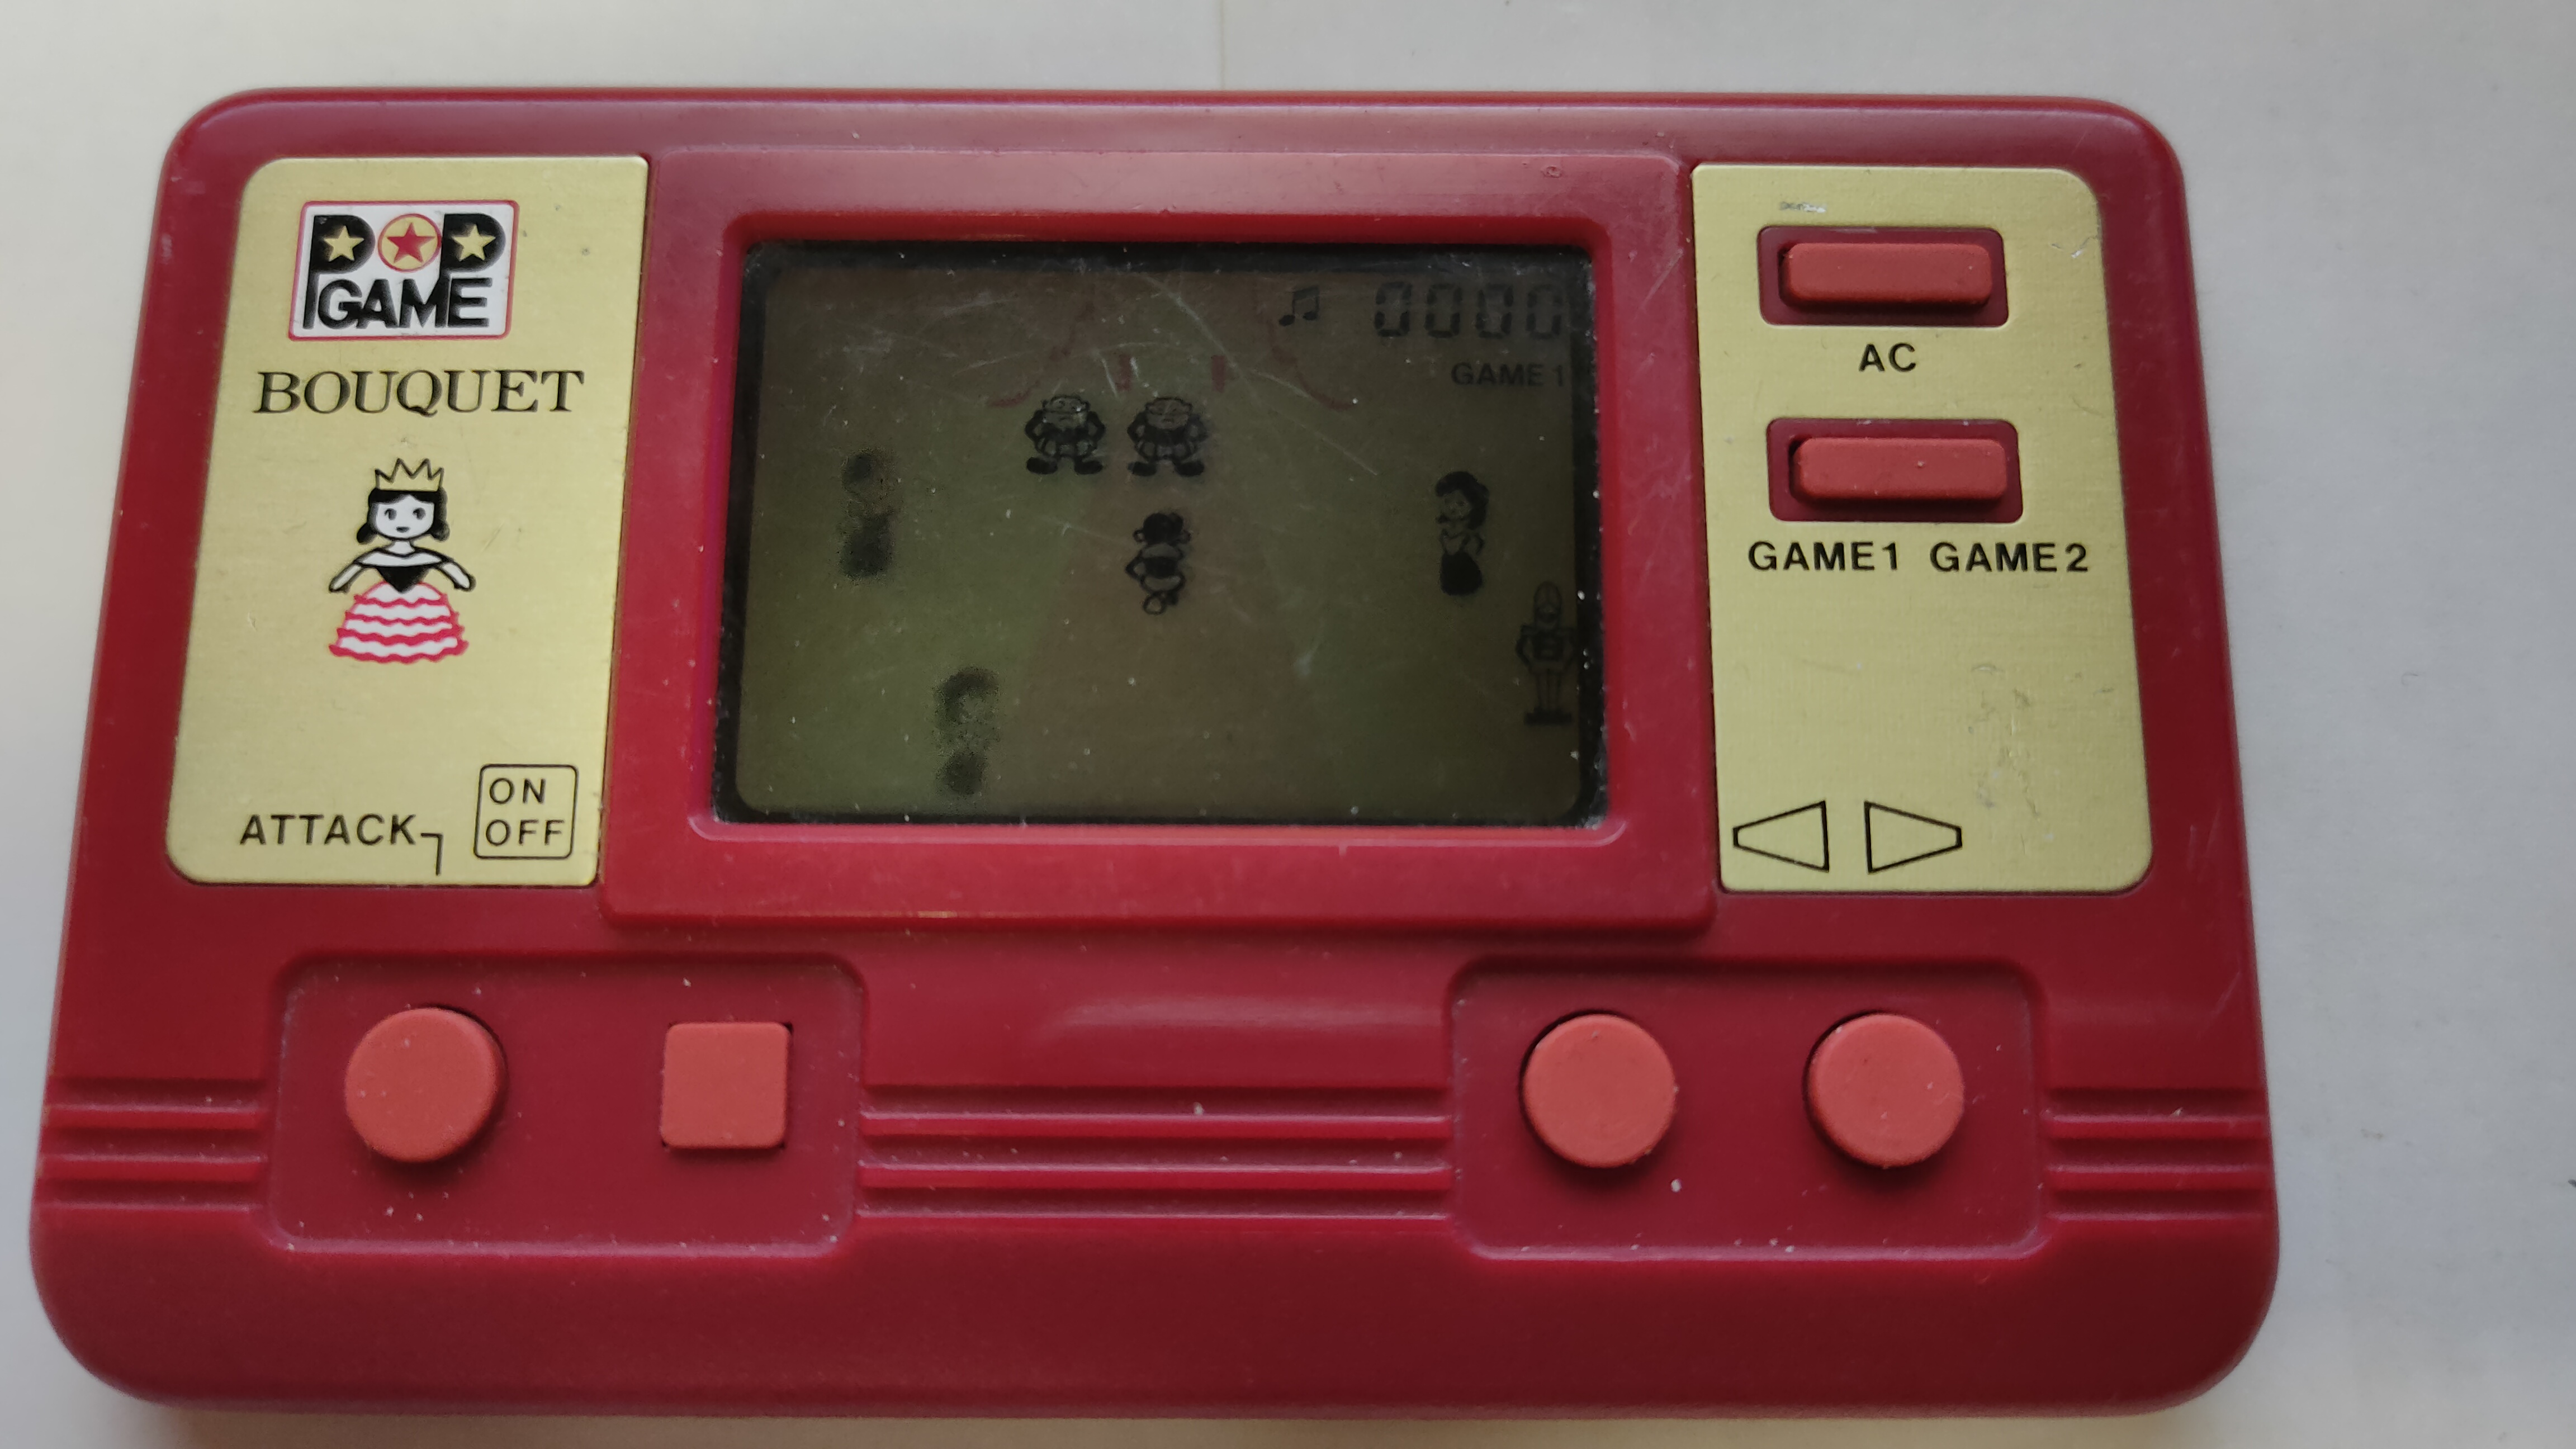 POP
GAME
BOUQUET
ATTACK
ON
OFF
0000
GAME 1
AC
GAME1 GAME2